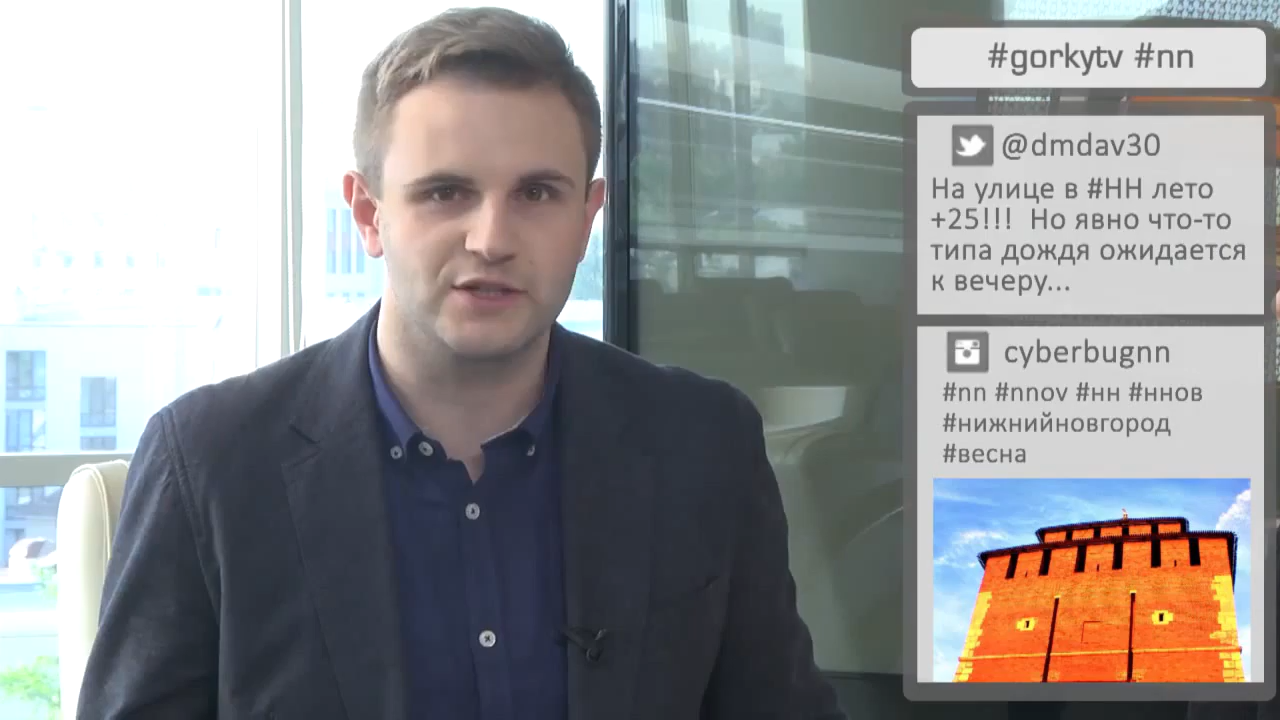 #gorkytv #nn
@dmdav30
На улице в #НН лето
+25!!! Но явно что-то
типа дождя ожидается
к вечеру...
cyberbugnn
#nn #nnov #нн #ннов
#нижнийновгород
#весна